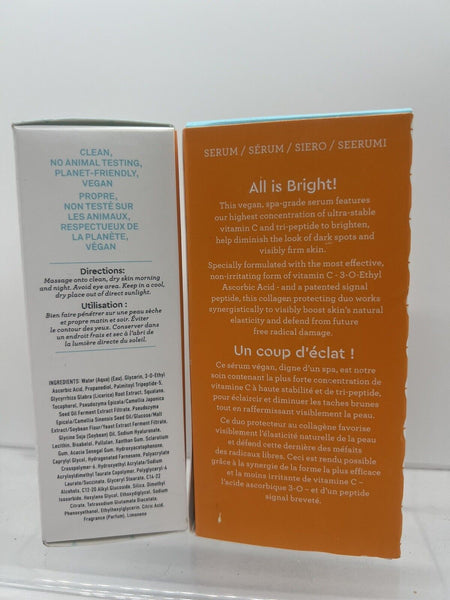 CLEAN,
NO ANIMAL TESTING,
PLANET-FRIENDLY,
VEGAN
PROPRE,
NON TESTÉ SUR
LES ANIMAUX,
RESPECTUEUX DE
LA PLANÈTE,
VÉGAN
Directions:
Massage onto clean, dry skin morning
and night. Avoid eye area. Keep in a cool,
dry place out of direct sunlight.
Utilisation :
Bien faire pénétrer sur une peau sèche
et propre matin et soir. Éviter
le contour des yeux. Conserver dans
un endroit frais et sec à l'abri de
la lumière directe du soleil.
INGREDIENTS: Water (Aqua) (Eau), Glycerin, 3-O-Ethyl
Ascorbic Acid, Propanediol, Palmitoyl Tripeptide-5,
Glycyrrhiza Glabra (Licorice) Root Extract, Squalane,
Tocopherol, Pseudozyma Epicola/Camellia Japonica
Seed Oil Ferment Filtrate, Pseudozyma
Epicola/Camellia Sinensis Seed Oil Glucose/Malt
Extract/Soybean Flour/Yeast Extract Ferment Filtrate,
Glycine Soja (Soybean) Oil, Sodium Hyaluronate,
Lecithin, Bisabolol, Pullulan, Xanthan Gum, Sclerotium
Gum, Acacia Senegal Gum, Hydroxyacetophenone,
Caprylyl Glycol, Hydrogenated Farnesene, Polyacrylate
Crosspolymer-6, Hydroxyethyl Acrylate/Sodium
Acryloyldimethyl Taurate Copolymer, Polyglyceryl-6
Laurate/Succinate, Glyceryl Stearate, C14-22
Alcohols, C12-20 Alkyl Glucoside, Silica, Dimethyl
Isosorbide, Hexylene Glycol, Ethoxydiglycol, Sodium
Citrate, Tetrasodium Glutamate Diacetate,
Phenoxyethanol, Ethylhexylglycerin, Citric Acid,
Fragrance (Parfum), Limonene
SERUM / SÉRUM / SIERO / SEERUMI
All is Bright!
This vegan, spa-grade serum features
our highest concentration of ultra-stable
vitamin C and tri-peptide to brighten,
help diminish the look of dark spots and
visibly firm skin.
Specially formulated with the most effective,
non-irritating form of vitamin C - 3-O-Ethyl
Ascorbic Acid - and a patented signal
peptide, this collagen protecting duo works
synergistically to visibly boost skin's natural
elasticity and defend from future
free radical damage.
Un coup d'éclat !
Ce sérum végan, digne d'un spa, est notre
soin contenant la plus forte concentration de
vitamine C à haute stabilité et de tri-peptide,
pour éclaircir et diminuer les taches brunes
tout en raffermissant visiblement la peau.
Ce duo protecteur au collagène favorise
visiblement l'élasticité naturelle de la peau
et défend cette dernière des méfaits
des radicaux libres. Ceci est rendu possible
grâce à la synergie de la forme la plus efficace
et la moins irritante de vitamine C –
l'acide ascorbique 3-O – et d'un peptide
signal breveté.